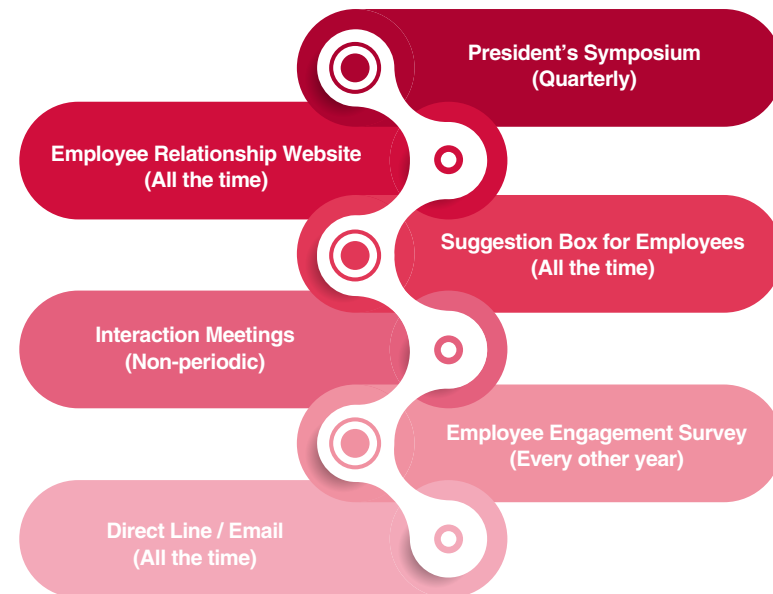 President’s Symposium
(Quarterly)
Employee Relationship Website
(All the time)
Suggestion Box for Employees
(All the time)
Interaction Meetings
(Non-periodic)
Employee Engagement Survey
(Every other year)
Direct Line / Email
(All the time)